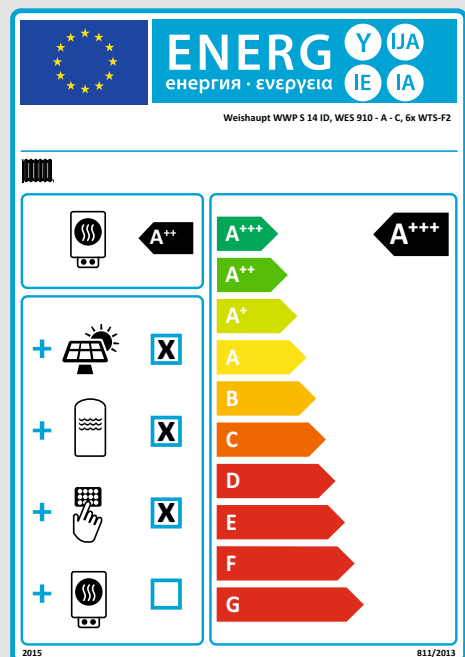 ENERG
енергия · ενεργεια
Y IJA
IE IA
Weishaupt WWP S 14 ID, WES 910 - A - C, 6x WTS-F2
A++
A+++
A+++
A++
A+
A
B
C
D
E
F
G
+ X
+ X
+ X
+
2015
811/2013